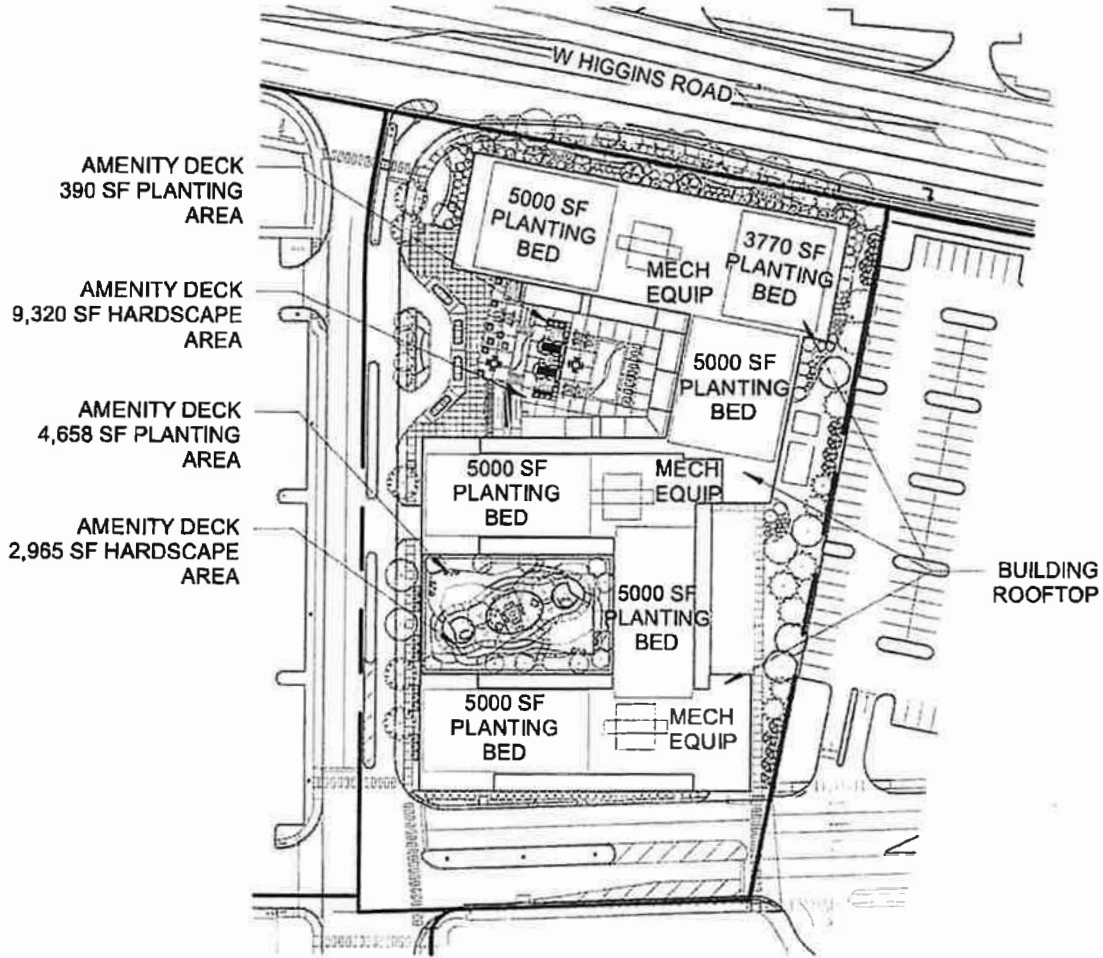 W HIGGINS ROAD
AMENITY DECK
390 SF PLANTING
AREA
5000 SF
PLANTING
BED
MECH
EQUIP
3770 SF
PLANTING
BED
AMENITY DECK
9,320 SF HARDSCAPE
AREA
5000 SF
PLANTING
BED
AMENITY DECK
4,658 SF PLANTING
AREA
5000 SF
PLANTING
BED
MECH
EQUIP
AMENITY DECK
2,965 SF HARDSCAPE
AREA
5000 SF
PLANTING
BED
BUILDING
ROOFTOP
5000 SF
PLANTING
BED
MECH
EQUIP